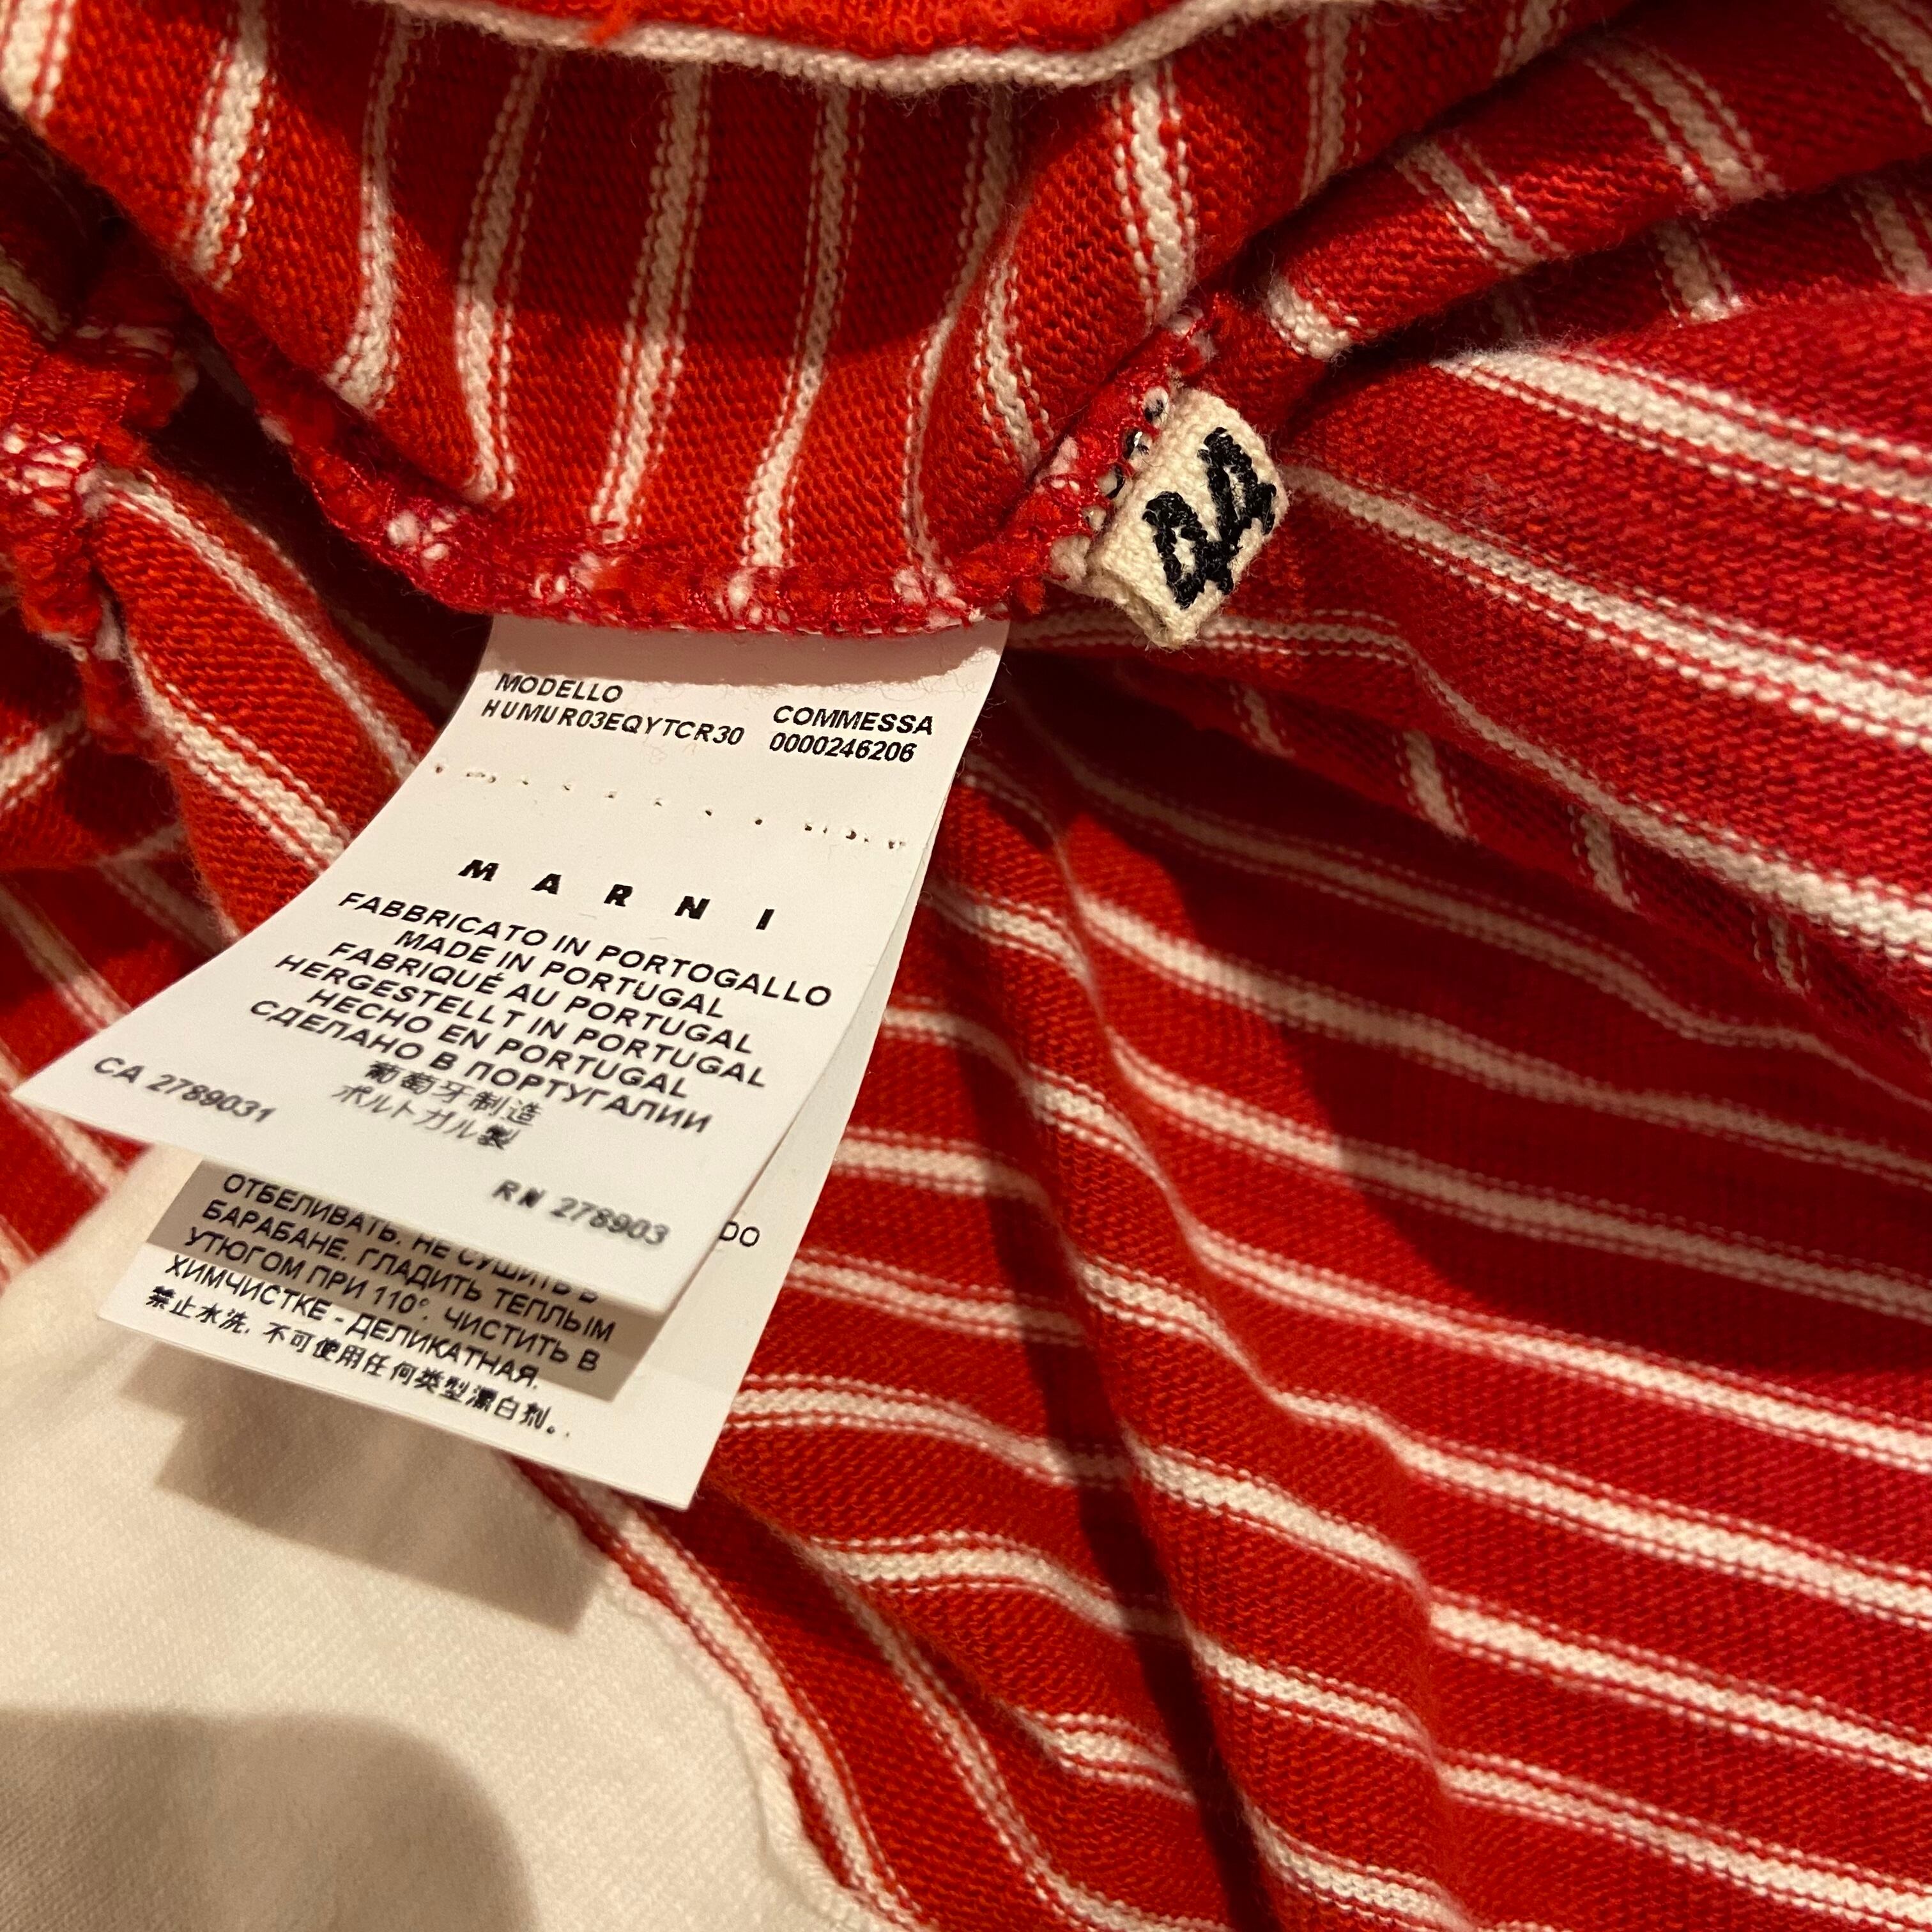 44
MODELLO
HUMUR03EQYTCR30
COMMESSA
0000246206
MARNI
FABBRICATO IN PORTOGALLO
MADE IN PORTUGAL
FABRIQUÉ AU PORTUGAL
HERGESTELLT IN PORTUGAL
HECHO EN PORTUGAL
СДЕЛАНО В ПОРТУГАЛИИ
葡萄牙制造
ポルトガル製
CA 2789031
RN 278903
DO
ОТБЕЛИВАТЬ. НЕ СУШИТЬ В
БАРАБАНЕ. ГЛАДИТЬ ТЕПЛЫМ
УТЮГОМ ПРИ 110°. ЧИСТИТЬ В
ХИМЧИСТКЕ - ДЕЛИКАТНАЯ.
禁止水洗. 不可使用任何类型漂白剂。.